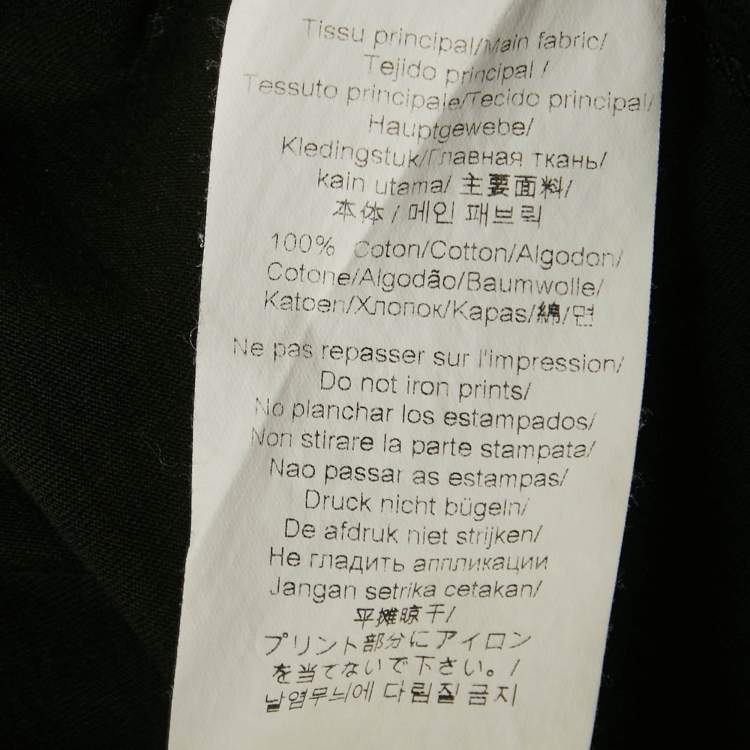 Tissu principal/Main fabric/
Tejido principal /
Tessuto principale/Tecido principal/
Hauptgewebe/
Kledingstuk/Главная ткань/
kain utama/ 主要面料/
本体 / 메인 패브릭
100% Coton/Cotton/Algodon/
Cotone/Algodão/Baumwolle/
Katoen/Хлопок/Kapas/綿/면
Ne pas repasser sur l'impression/
Do not iron prints/
No planchar los estampados/
Non stirare la parte stampata/
Nao passar as estampas/
Druck nicht bügeln/
De afdruk niet strijken/
Не гладить аппликации
Jangan setrika cetakan/
平摊晾干/
プリント部分にアイロン
を当てないで下さい。/
날염무늬에 다림질 금지